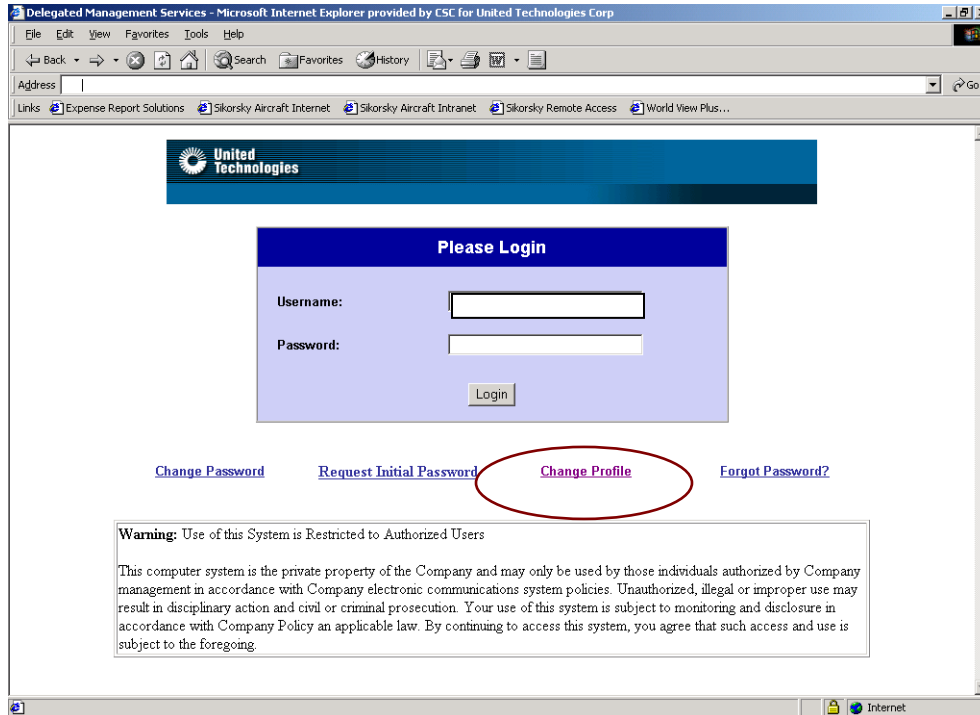 Delegated Management Services - Microsoft Internet Explorer provided by CSC for United Technologies Corp
File Edit View Favorites Tools Help
Back Search Favorites History
Address Go
Links Expense Report Solutions Sikorsky Aircraft Internet Sikorsky Aircraft Intranet Sikorsky Remote Access World View Plus...
United
Technologies
Please Login
Username:
Password:
Login
Change Password Request Initial Password Change Profile Forgot Password?
Warning: Use of this System is Restricted to Authorized Users
This computer system is the private property of the Company and may only be used by those individuals authorized by Company
management in accordance with Company electronic communications system policies. Unauthorized, illegal or improper use may
result in disciplinary action and civil or criminal prosecution. Your use of this system is subject to monitoring and disclosure in
accordance with Company Policy an applicable law. By continuing to access this system, you agree that such access and use is
subject to the foregoing.
Internet